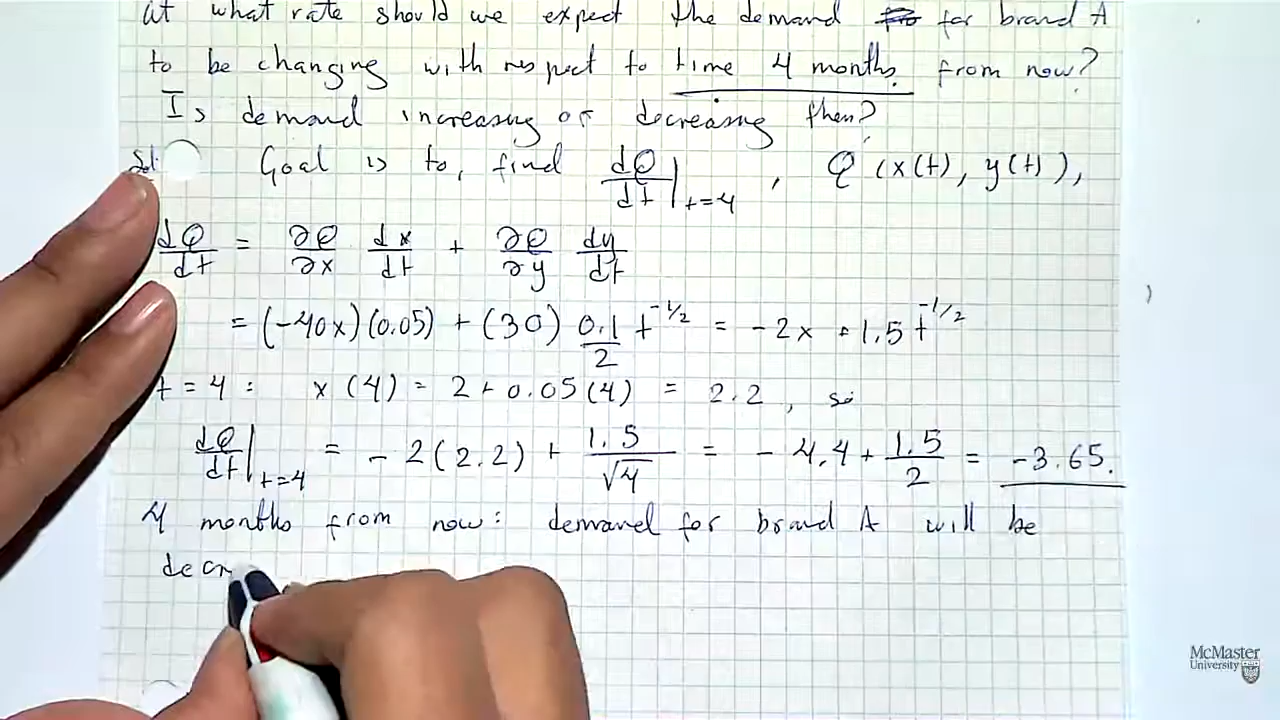 at what rate should we expect the demand for brand A
to be changing with respect to time 4 months from now?
Is demand increasing or decreasing then?
Sol. Goal is to, find dQ/dt|t=4 , Q (x(t), y(t)),
dQ/dt = ∂Q/∂x dx/dt + ∂Q/∂y dy/dt
= (-40x)(0.05) + (30) 0.1/2 t^-1/2 = -2x + 1.5 t^-1/2
t = 4 : x(4) = 2 + 0.05(4) = 2.2 , so
dQ/dt|t=4 = -2(2.2) + 1.5/√4 = -4.4 + 1.5/2 = -3.65.
4 months from now: demand for brand A will be
decr
McMaster
University